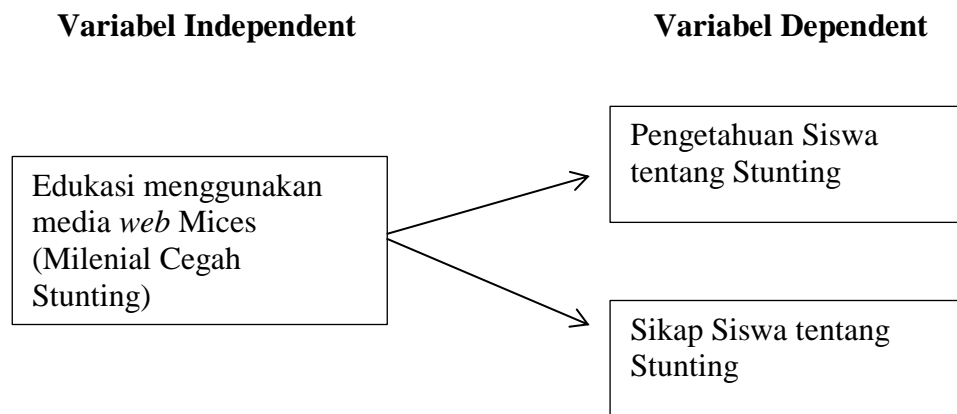 Variabel Independent
Variabel Dependent
Edukasi menggunakan
media web Mices
(Milenial Cegah
Stunting)
Pengetahuan Siswa
tentang Stunting
Sikap Siswa tentang
Stunting